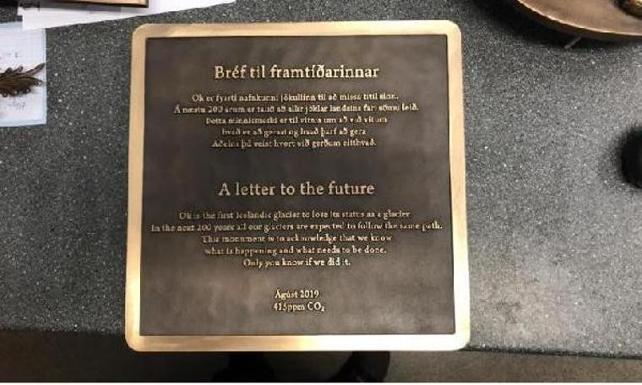 Bréf til framtíðarinnar
Ok er fyrsti nafnkunni jökullinn til að missa titil sinn.
Á næstu 200 árum er talið að allir jöklar landsins fari sömu leið.
Þetta minnismerki er til vitnis um að við vitum
hvað er að gerast og hvað þarf að gera.
Aðeins þú veist hvort við gerðum eitthvað.
A letter to the future
Ok is the first Icelandic glacier to lose its status as a glacier.
In the next 200 years all our glaciers are expected to follow the same path.
This monument is to acknowledge that we know
what is happening and what needs to be done.
Only you know if we did it.
Ágúst 2019
415ppm CO₂